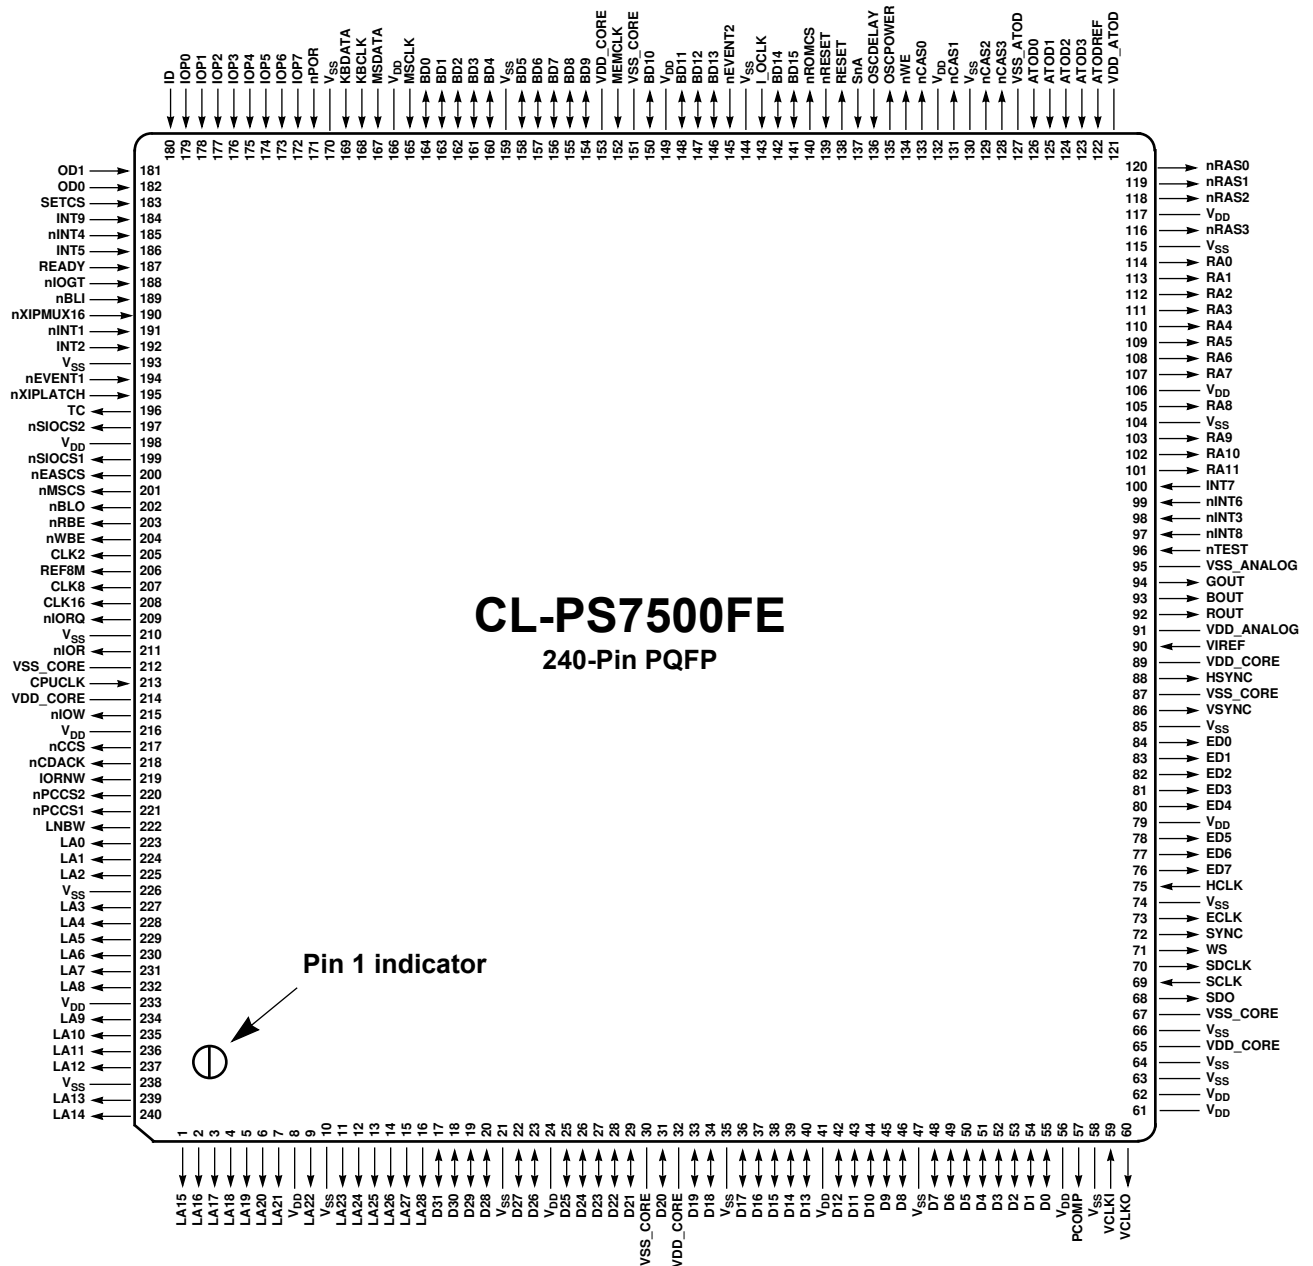 ID
IOP0
IOP1
IOP2
IOP3
IOP4
IOP5
IOP6
IOP7
nPOR
VSS
KBDATA
KBCLK
MSDATA
VDD
MSCLK
BD0
BD1
BD2
BD3
BD4
VSS
BD5
BD6
BD7
BD8
BD9
VDD_CORE
MEMCLK
VSS_CORE
BD10
VDD
BD11
BD12
BD13
nEVENT2
VSS
I_OCLK
BD14
BD15
nROMCS
nRESET
RESET
SnA
OSCDELAY
OSCPOWER
nWE
nCAS0
VDD
nCAS1
VSS
nCAS2
nCAS3
VSS_ATOD
ATOD0
ATOD1
ATOD2
ATOD3
ATODREF
VDD_ATOD
180
179
178
177
176
175
174
173
172
171
170
169
168
167
166
165
164
163
162
161
160
159
158
157
156
155
154
153
152
151
150
149
148
147
146
145
144
143
142
141
140
139
138
137
136
135
134
133
132
131
130
129
128
127
126
125
124
123
122
121
OD1 181
OD0 182
SETCS 183
INT9 184
nINT4 185
INT5 186
READY 187
nIOGT 188
nBLI 189
nXIPMUX16 190
nINT1 191
INT2 192
VSS 193
nEVENT1 194
nXIPLATCH 195
TC 196
nSIOCS2 197
VDD 198
nSIOCS1 199
nEASCS 200
nMSCS 201
nBLO 202
nRBE 203
nWBE 204
CLK2 205
REF8M 206
CLK8 207
CLK16 208
nIORQ 209
VSS 210
nIOR 211
VSS_CORE 212
CPUCLK 213
VDD_CORE 214
nIOW 215
VDD 216
nCCS 217
nCDACK 218
IORNW 219
nPCCS2 220
nPCCS1 221
LNBW 222
LA0 223
LA1 224
LA2 225
VSS 226
LA3 227
LA4 228
LA5 229
LA6 230
LA7 231
LA8 232
VDD 233
LA9 234
LA10 235
LA11 236
LA12 237
VSS 238
LA13 239
LA14 240
CL-PS7500FE
240-Pin PQFP
Pin 1 indicator
120 nRAS0
119 nRAS1
118 nRAS2
117 VDD
116 nRAS3
115 VSS
114 RA0
113 RA1
112 RA2
111 RA3
110 RA4
109 RA5
108 RA6
107 RA7
106 VDD
105 RA8
104 VSS
103 RA9
102 RA10
101 RA11
100 INT7
99 nINT6
98 nINT3
97 nINT8
96 nTEST
95 VSS_ANALOG
94 GOUT
93 BOUT
92 ROUT
91 VDD_ANALOG
90 VIREF
89 VDD_CORE
88 HSYNC
87 VSS_CORE
86 VSYNC
85 VSS
84 ED0
83 ED1
82 ED2
81 ED3
80 ED4
79 VDD
78 ED5
77 ED6
76 ED7
75 HCLK
74 VSS
73 ECLK
72 SYNC
71 WS
70 SDCLK
69 SCLK
68 SDO
67 VSS_CORE
66 VSS
65 VDD_CORE
64 VSS
63 VSS
62 VDD
61 VDD
1
2
3
4
5
6
7
8
9
10
11
12
13
14
15
16
17
18
19
20
21
22
23
24
25
26
27
28
29
30
31
32
33
34
35
36
37
38
39
40
41
42
43
44
45
46
47
48
49
50
51
52
53
54
55
56
57
58
59
60
LA15
LA16
LA17
LA18
LA19
LA20
LA21
VDD
LA22
VSS
LA23
LA24
LA25
LA26
LA27
LA28
D31
D30
D29
D28
VSS
D27
D26
VDD
D25
D24
D23
D22
D21
VSS_CORE
D20
VDD_CORE
D19
D18
VSS
D17
D16
D15
D14
D13
VDD
D12
D11
D10
D9
D8
VSS
D7
D6
D5
D4
D3
D2
D1
D0
VDD
PCOMP
VSS
VCLKI
VCLKO